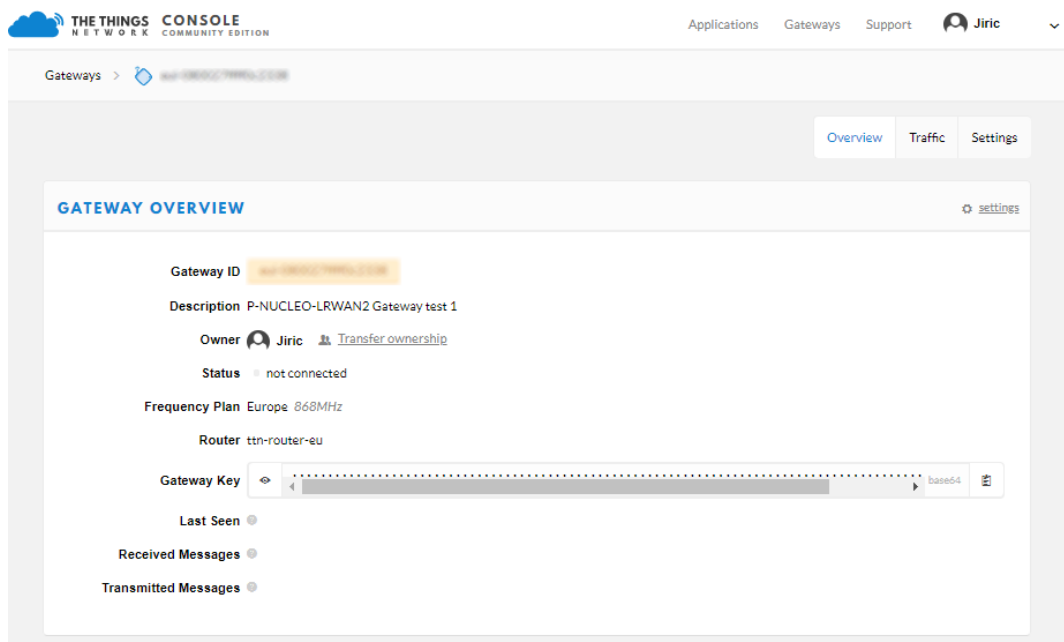 THE THINGS CONSOLE
NETWORK COMMUNITY EDITION
Applications Gateways Support Jiric
Gateways >
Overview Traffic Settings
GATEWAY OVERVIEW settings
Gateway ID
Description P-NUCLEO-LRWAN2 Gateway test 1
Owner Jiric Transfer ownership
Status not connected
Frequency Plan Europe 868MHz
Router ttn-router-eu
Gateway Key base64
Last Seen
Received Messages
Transmitted Messages